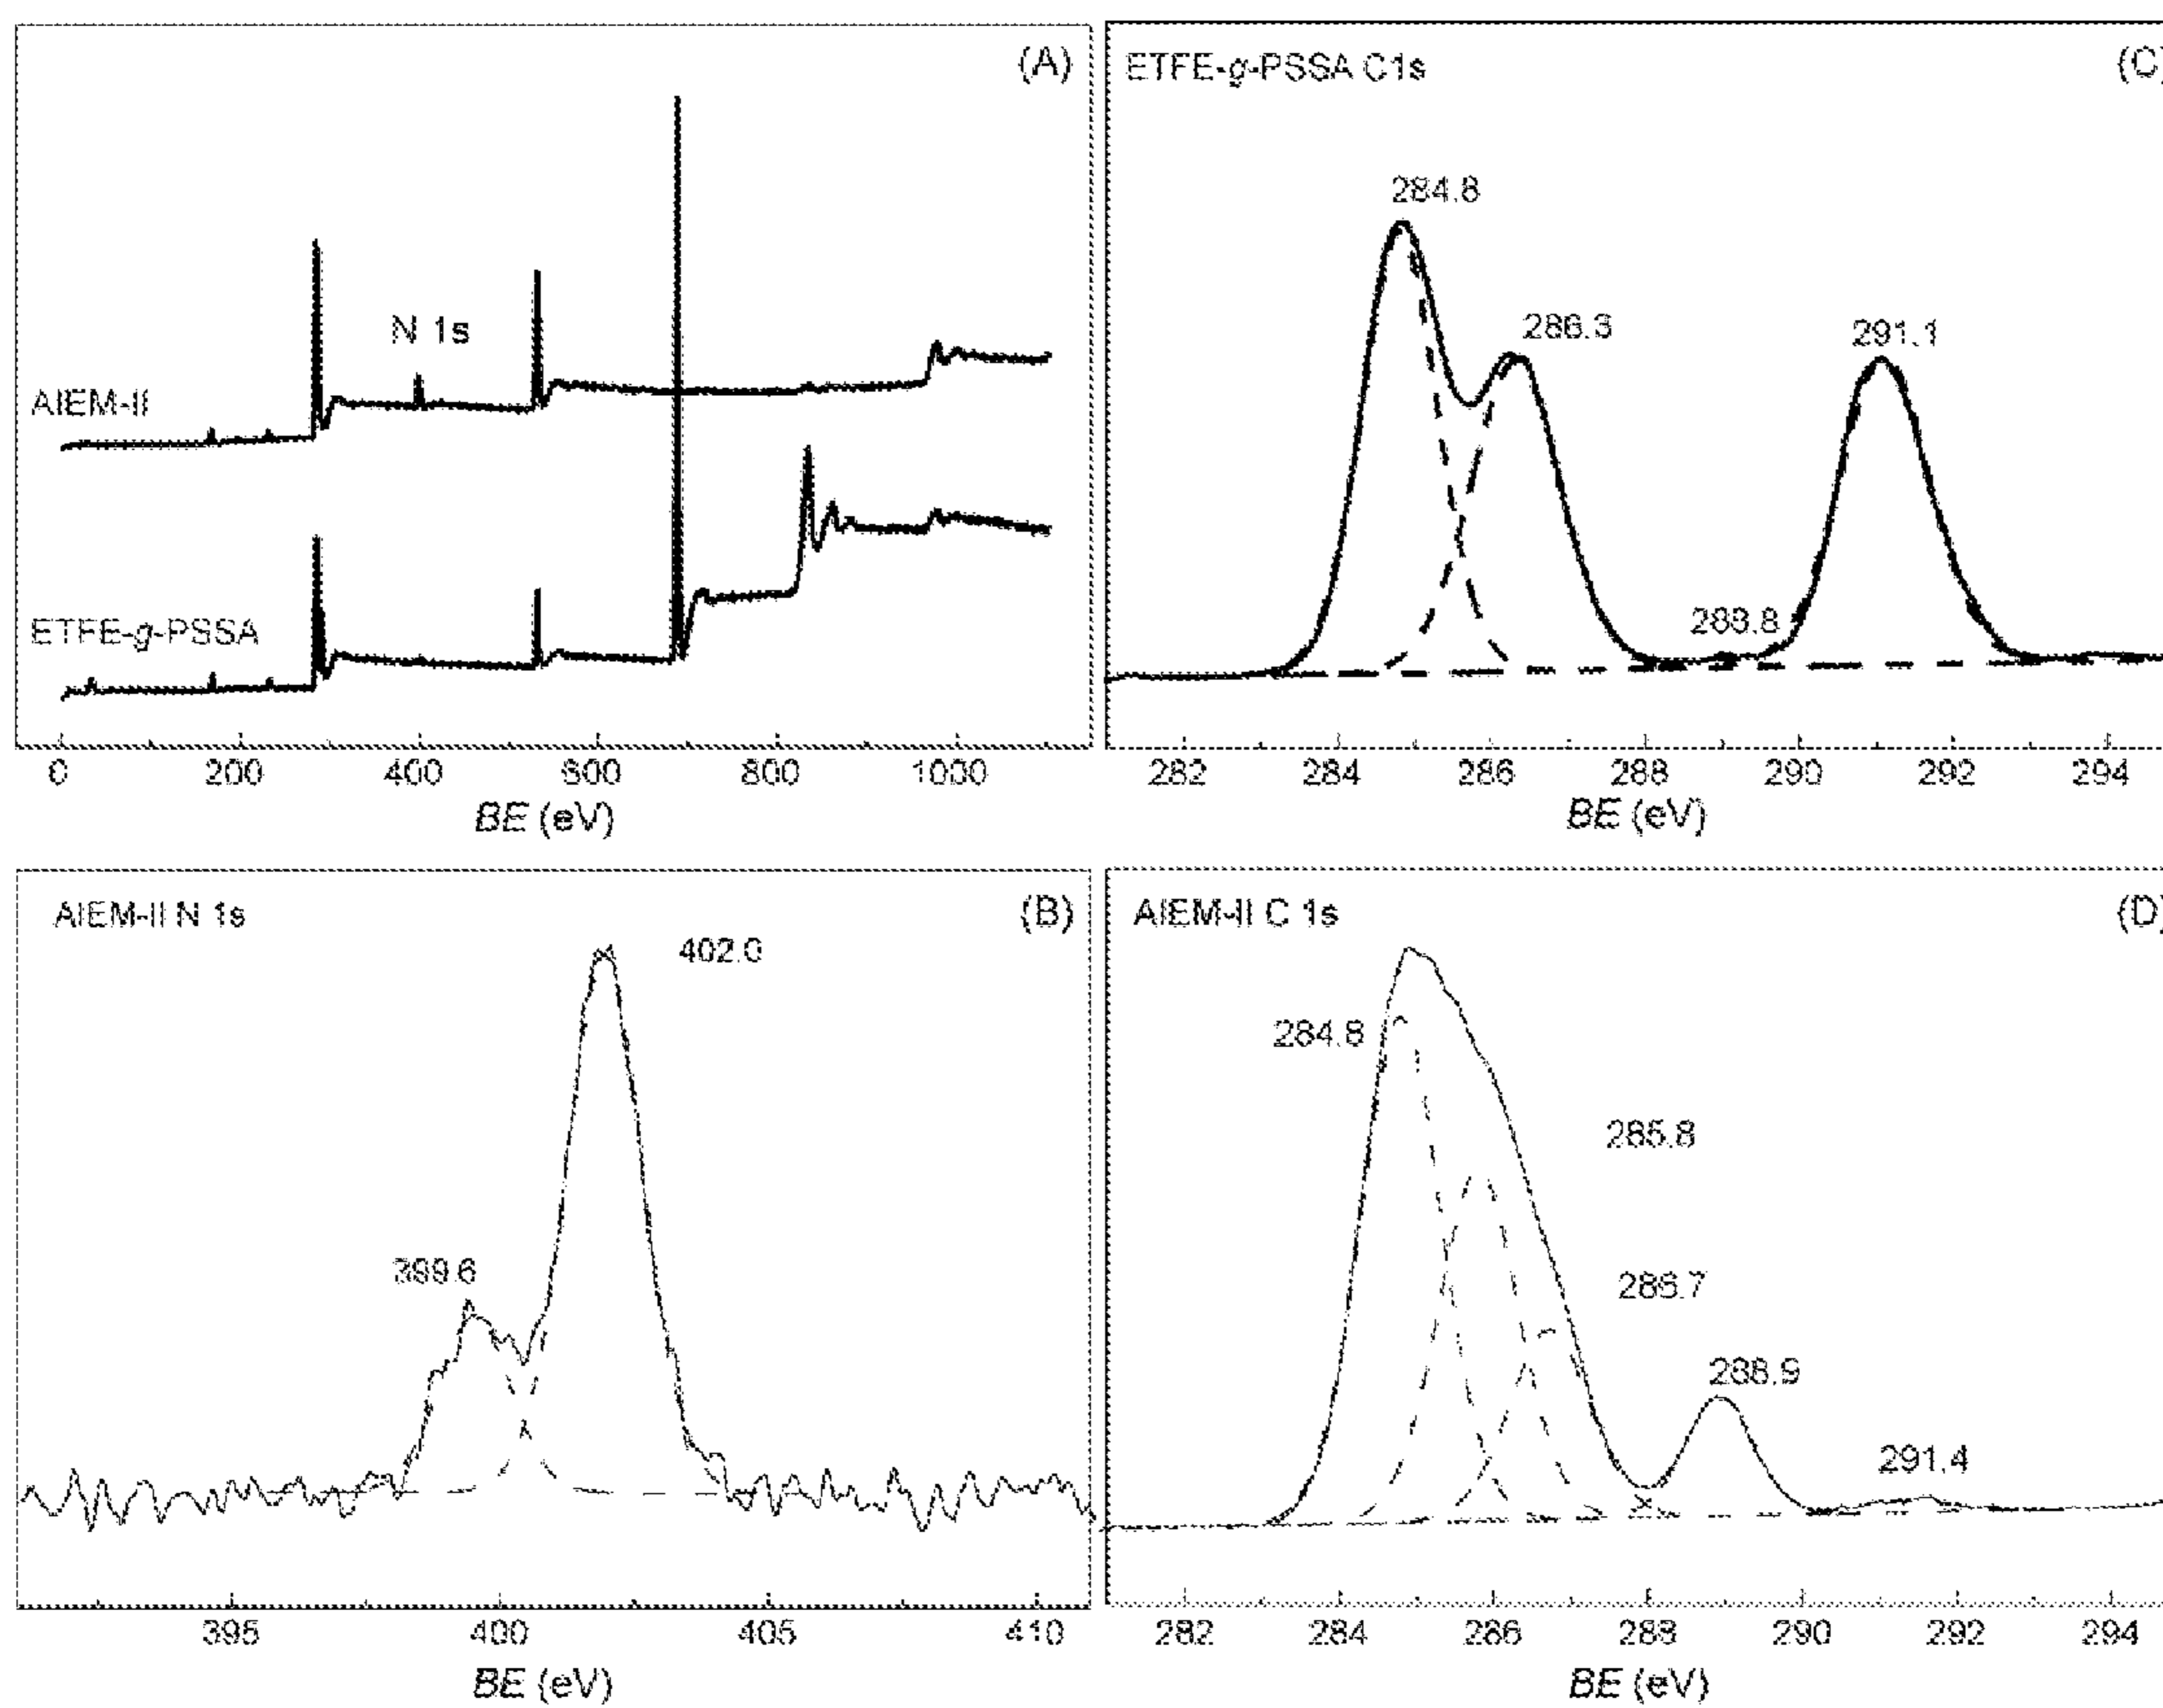 (A)
N 1s
AIEM-II
ETFE-g-PSSA
0 200 400 600 800 1000
BE (eV)
ETFE-g-PSSA C1s
(C)
284.8
286.3
291.1
288.8
282 284 286 288 290 292 294
BE (eV)
AIEM-II N 1s
(B)
402.0
399.6
395 400 405 410
BE (eV)
AIEM-II C 1s
(D)
284.8
285.8
286.7
288.9
291.4
282 284 286 288 290 292 294
BE (eV)